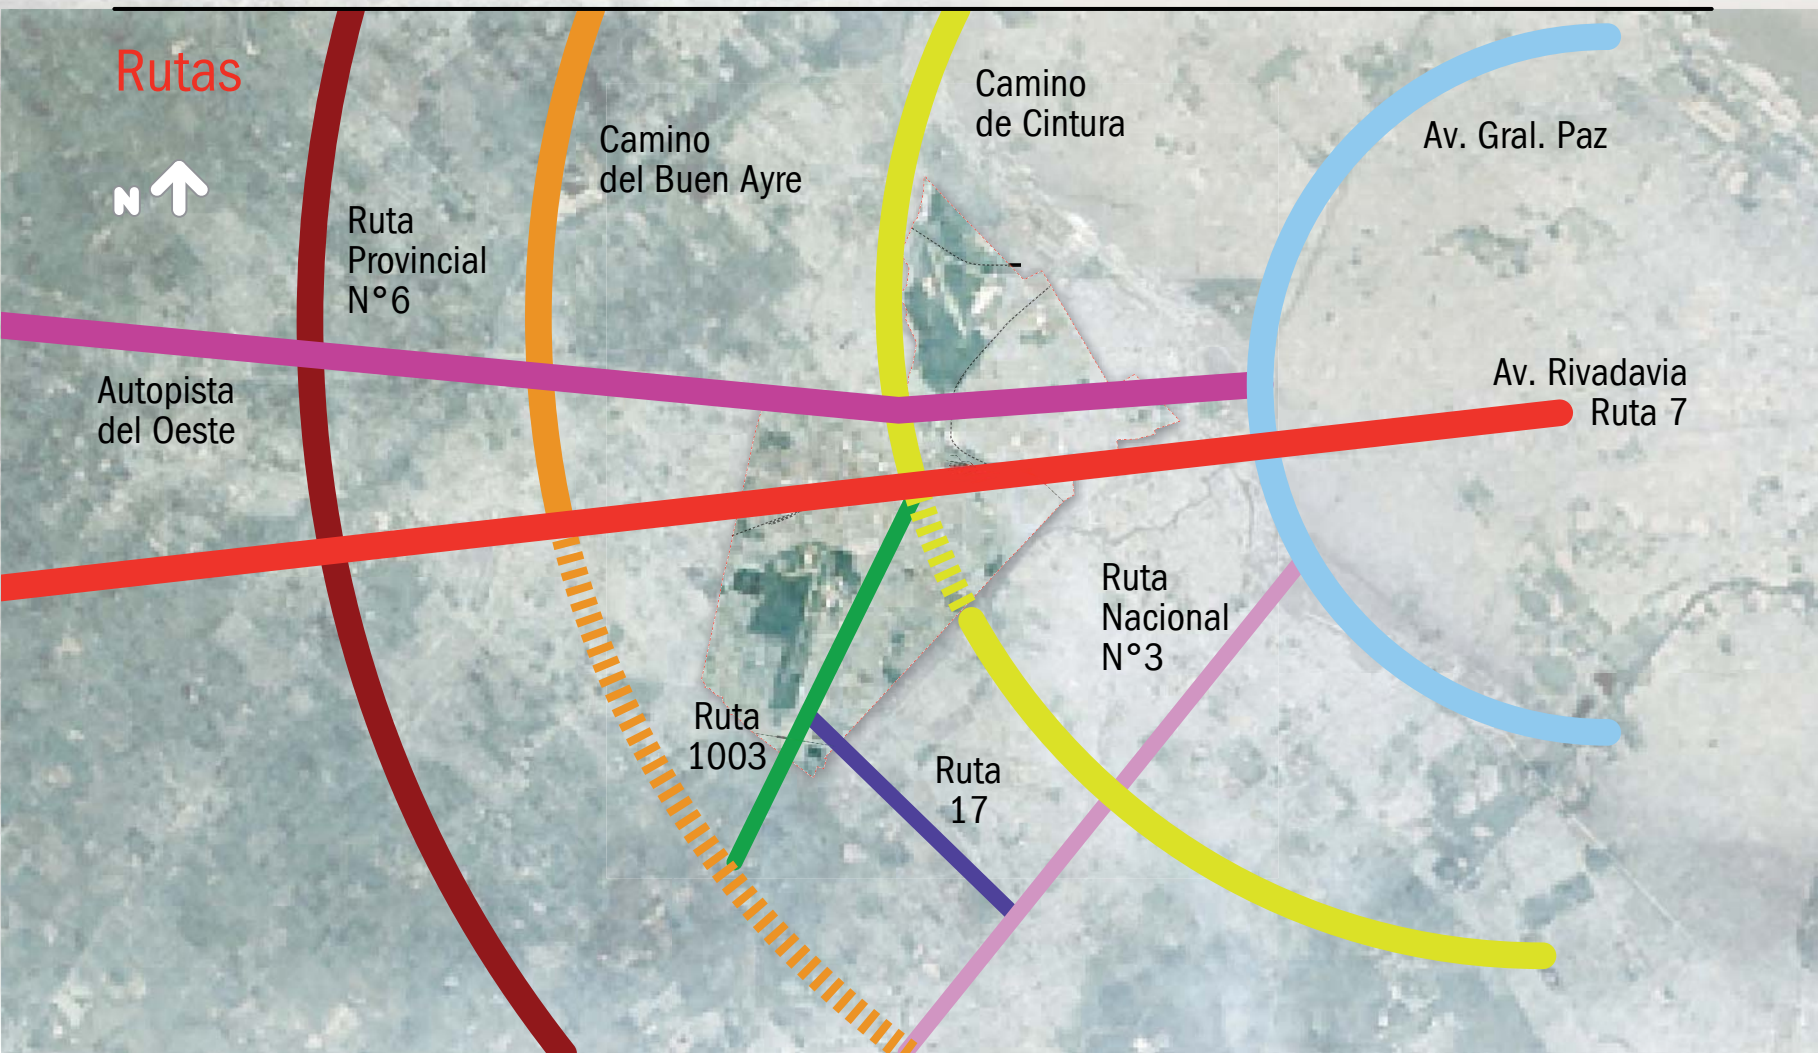 Rutas
N
Ruta
Provincial
N°6
Camino
del Buen Ayre
Camino
de Cintura
Av. Gral. Paz
Autopista
del Oeste
Av. Rivadavia
Ruta 7
Ruta
Nacional
N°3
Ruta
1003
Ruta
17